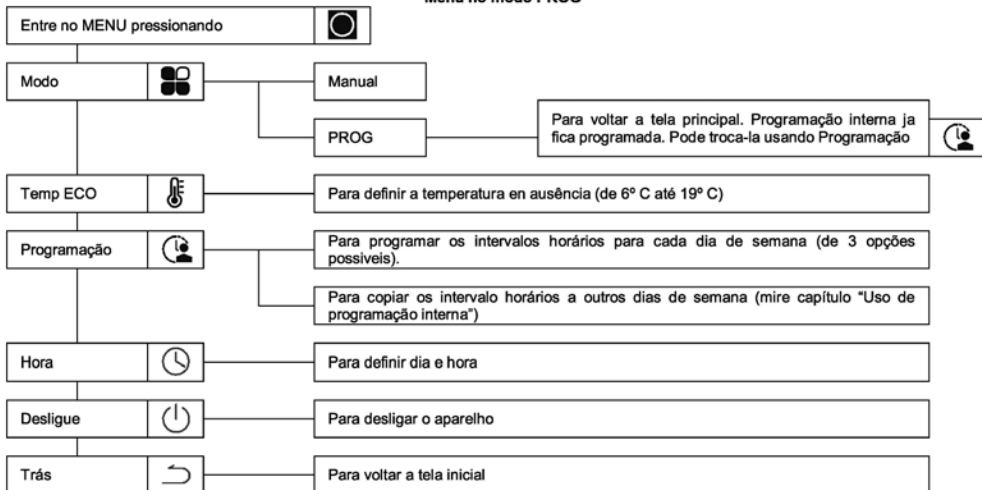 Menu no modo PROG
Entre no MENU pressionando
Modo
Manual
PROG
Para voltar a tela principal. Programação interna ja
fica programada. Pode troca-la usando Programação
Temp ECO
Para definir a temperatura en ausência (de 6º C até 19º C)
Programação
Para programar os intervalos horários para cada dia de semana (de 3 opções
possiveis).
Para copiar os intervalo horários a outros dias de semana (mire capítulo “Uso de
programação interna”)
Hora
Para definir dia e hora
Desligue
Para desligar o aparelho
Trás
Para voltar a tela inicial